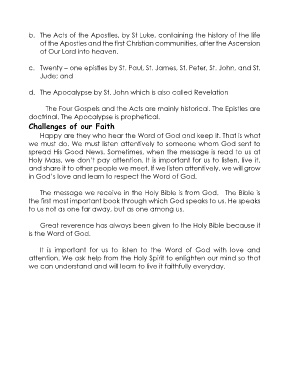 b. The Acts of the Apostles, by St Luke, containing the history of the life
of the Apostles and the first Christian communities, after the Ascension
of Our Lord into heaven.
c. Twenty – one epistles by St. Paul, St. James, St. Peter, St. John, and St.
Jude; and
d. The Apocalypse by St. John which is also called Revelation
The Four Gospels and the Acts are mainly historical. The Epistles are
doctrinal. The Apocalypse is prophetical.
Challenges of our Faith
Happy are they who hear the Word of God and keep it. That is what
we must do. We must listen attentively to someone whom God sent to
spread His Good News. Sometimes, when the message is read to us at
Holy Mass, we don't pay attention. It is important for us to listen, live it,
and share it to other people we meet. If we listen attentively, we will grow
in God's love and learn to respect the Word of God.
The message we receive in the Holy Bible is from God. The Bible is
the first most important book through which God speaks to us. He speaks
to us not as one far away, but as one among us.
Great reverence has always been given to the Holy Bible because it
is the Word of God.
It is important for us to listen to the Word of God with love and
attention. We ask help from the Holy Spirit to enlighten our mind so that
we can understand and will learn to live it faithfully everyday.